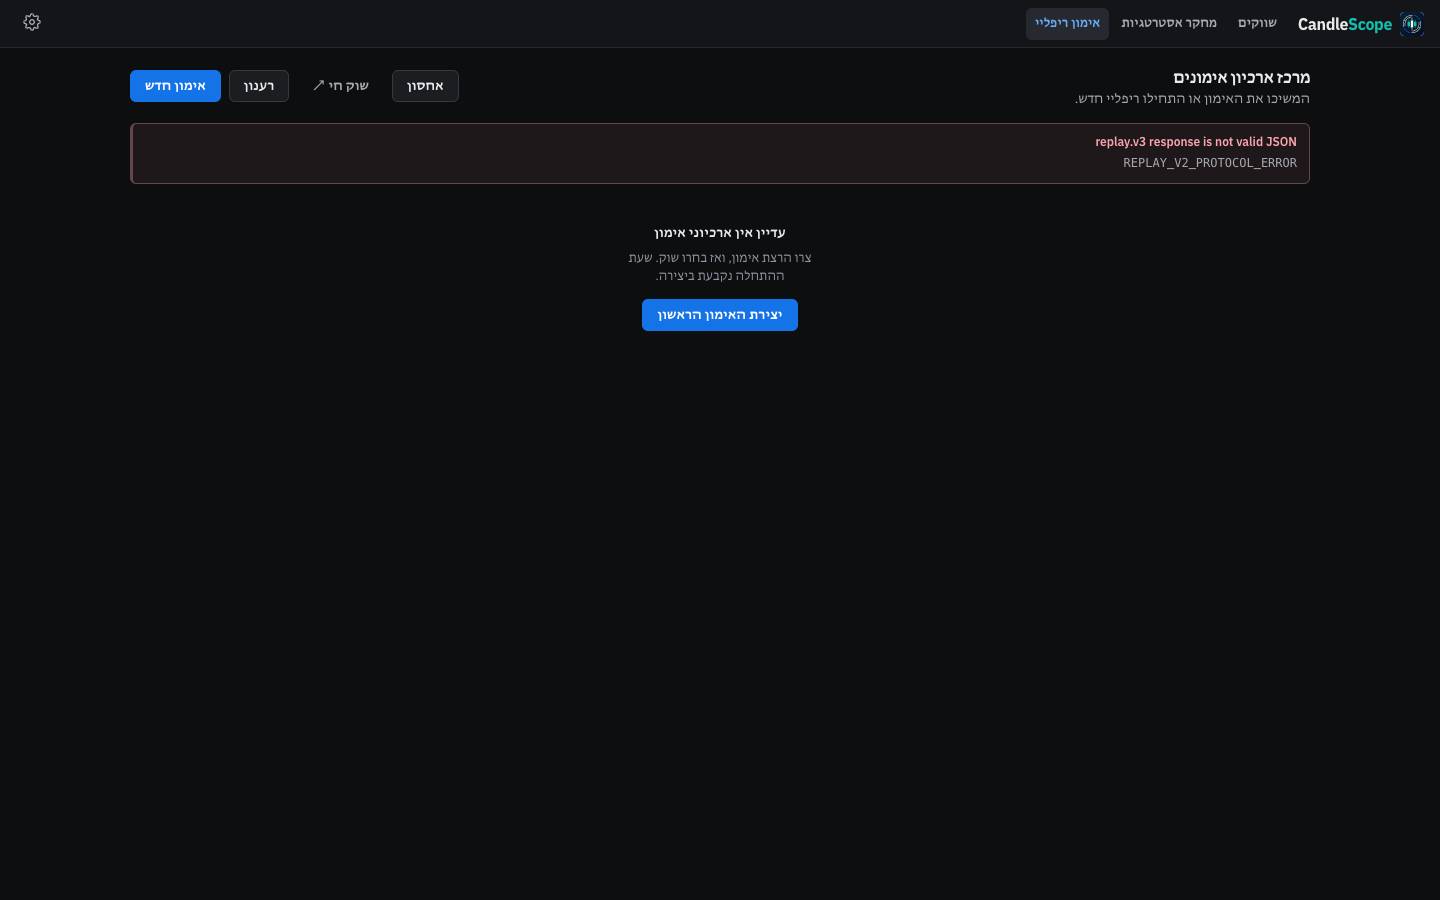 CandleScope
שווקים
מחקר אסטרטגיות
אימון ריפליי
מרכז ארכיון אימונים
המשיכו את האימון או התחילו ריפליי חדש.
אחסון
שוק חי ↗
רענון
אימון חדש
replay.v3 response is not valid JSON
REPLAY_V2_PROTOCOL_ERROR
עדיין אין ארכיוני אימון
צרו הרצת אימון, ואז בחרו שוק. שעת
ההתחלה נקבעת ביצירה.
יצירת האימון הראשון